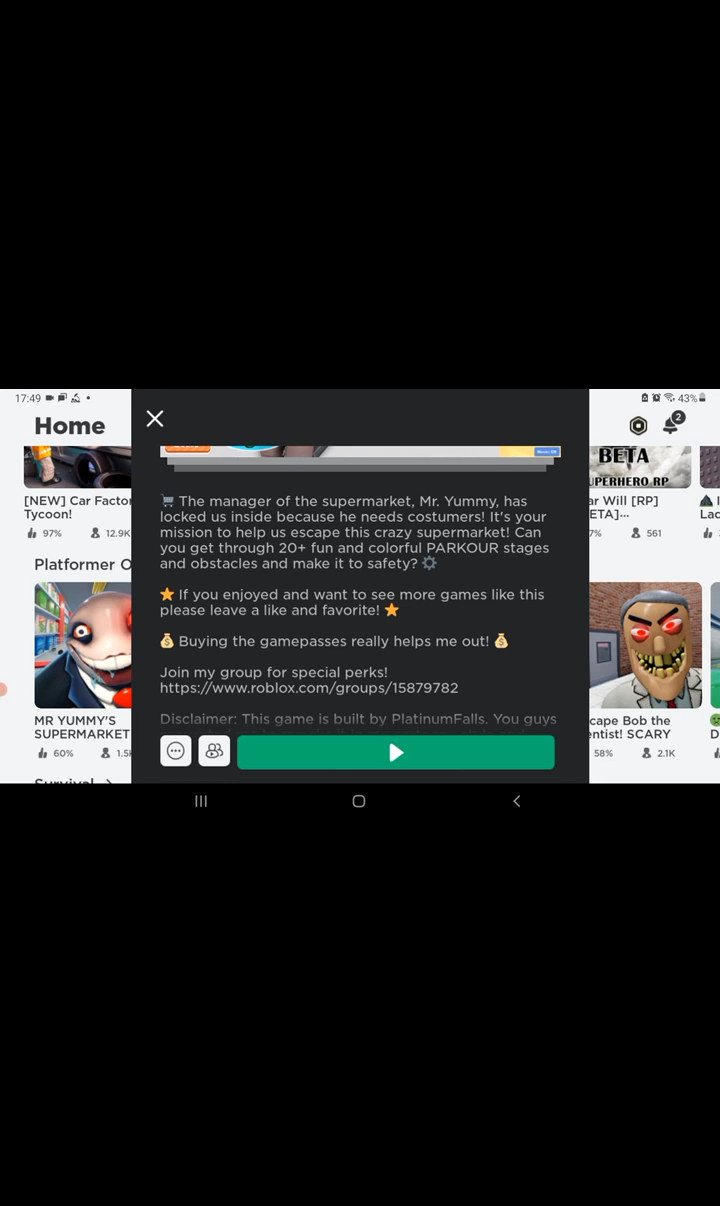 17:49
43%
Home
2
BETA
[NEW] Car Factor
Tycoon!
97% 12.9K
ar Will [RP]
ETA]...
7% 561
Lac
Platformer O
🛒 The manager of the supermarket, Mr. Yummy, has
locked us inside because he needs costumers! It's your
mission to help us escape this crazy supermarket! Can
you get through 20+ fun and colorful PARKOUR stages
and obstacles and make it to safety? ⚙️
⭐ If you enjoyed and want to see more games like this
please leave a like and favorite! ⭐
💰 Buying the gamepasses really helps me out! 💰
Join my group for special perks!
https://www.roblox.com/groups/15879782
Disclaimer: This game is built by PlatinumFalls. You guys
MR YUMMY'S
SUPERMARKET
60% 1.5
cape Bob the
entist! SCARY
58% 2.1K
D
UPERHERO RP